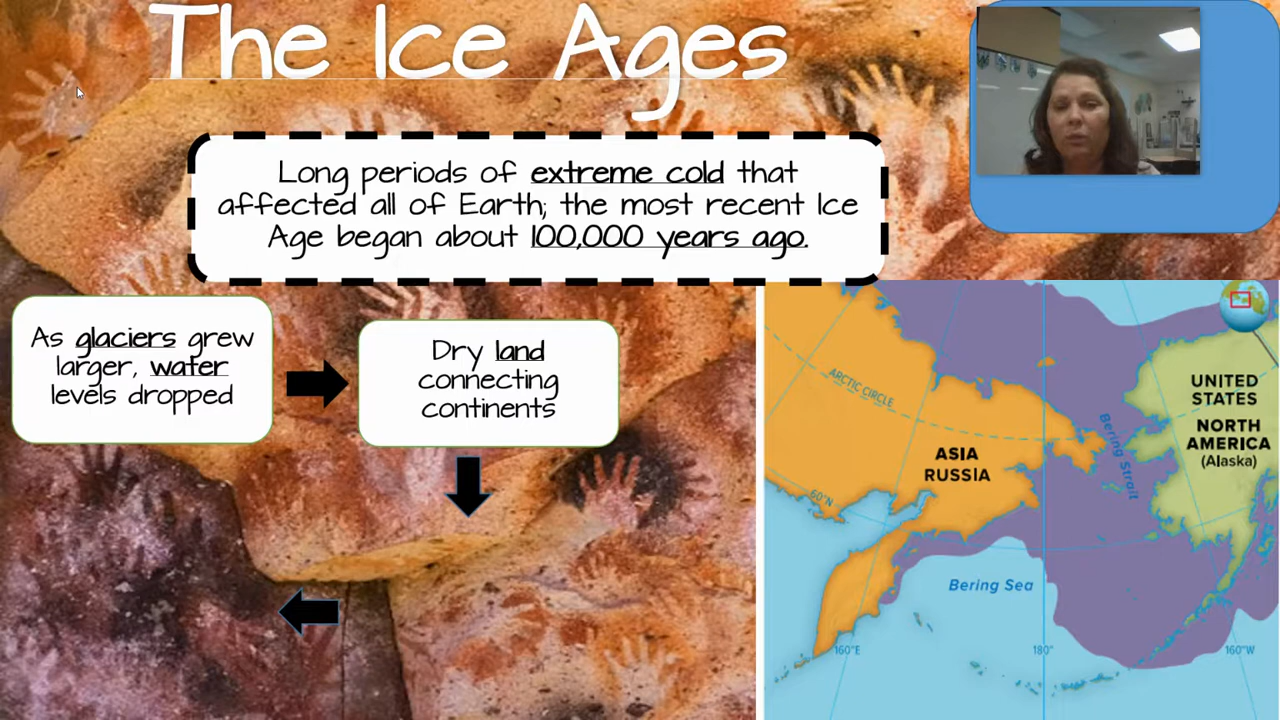 The Ice Ages
Long periods of extreme cold that
affected all of Earth; the most recent Ice
Age began about 100,000 years ago.
As glaciers grew
larger, water
levels dropped
Dry land
connecting
continents
ARCTIC CIRCLE
ASIA
RUSSIA
Bering Strait
UNITED
STATES
NORTH
AMERICA
(Alaska)
60°N
Bering Sea
160°E
180°
160°W